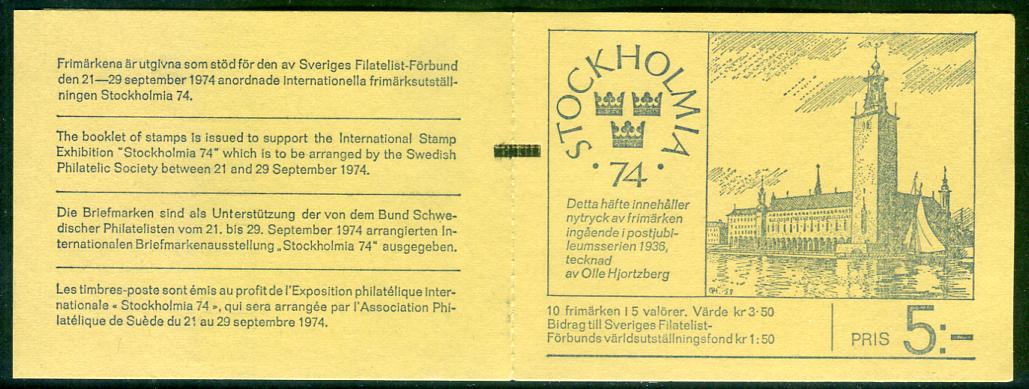 Frimärkena är utgivna som stöd för den av Sveriges Filatelist-Förbund
den 21—29 september 1974 anordnade internationella frimärksutställ-
ningen Stockholmia 74.
The booklet of stamps is issued to support the International Stamp
Exhibition "Stockholmia 74" which is to be arranged by the Swedish
Philatelic Society between 21 and 29 September 1974.
Die Briefmarken sind als Unterstützung der von dem Bund Schwe-
discher Philatelisten vom 21. bis 29. September 1974 arrangierten In-
ternationalen Briefmarkenausstellung „Stockholmia 74" ausgegeben.
Les timbres-poste sont émis au profit de l'Exposition philatélique inter-
nationale « Stockholmia 74 », qui sera arrangée par l'Association Phi-
latélique de Suède du 21 au 29 septembre 1974.
STOCKHOLMIA
· 74 ·
Detta häfte innehåller
nytryck av frimärken
ingående i postjubi-
leumsserien 1936,
tecknad
av Olle Hjortzberg
10 frimärken i 5 valörer. Värde kr 3·50
Bidrag till Sveriges Filatelist-
Förbunds världsutställningsfond kr 1:50
PRIS 5:-